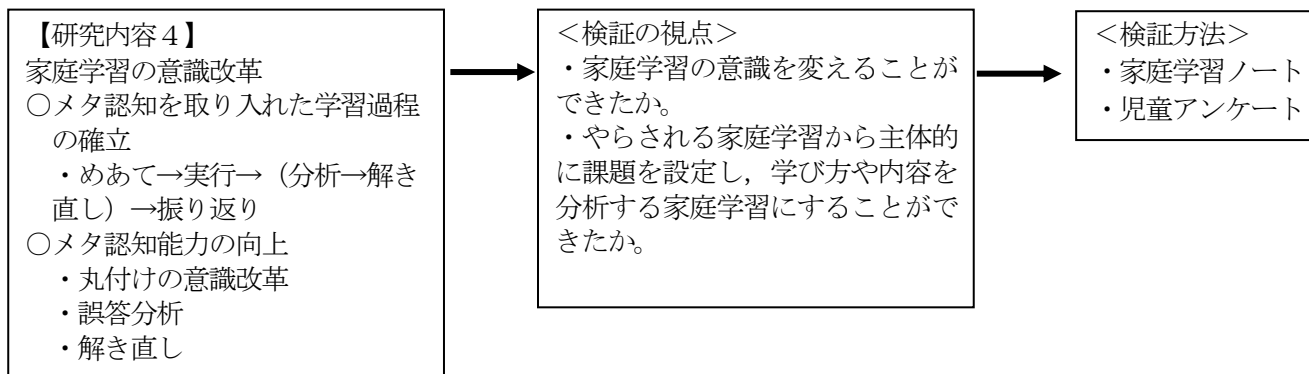 【研究内容4】
家庭学習の意識改革
○メタ認知を取り入れた学習過程
の確立
・めあて→実行→（分析→解き
直し）→振り返り
○メタ認知能力の向上
・丸付けの意識改革
・誤答分析
・解き直し
＜検証の視点＞
・家庭学習の意識を変えることが
できたか。
・やらされる家庭学習から主体的
に課題を設定し，学び方や内容を
分析する家庭学習にすることがで
きたか。
＜検証方法＞
・家庭学習ノート
・児童アンケート